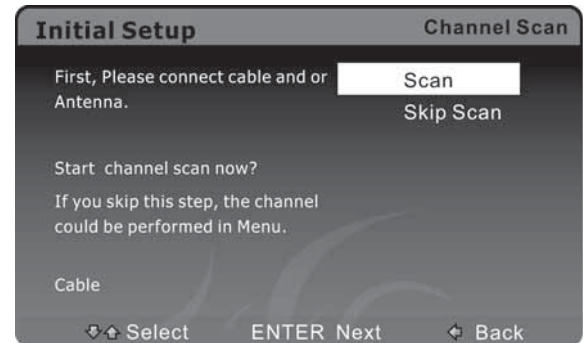 Initial Setup
Channel Scan
First, Please connect cable and or
Antenna.
Scan
Skip Scan
Start channel scan now?
If you skip this step, the channel
could be performed in Menu.
Cable
Select ENTER Next Back